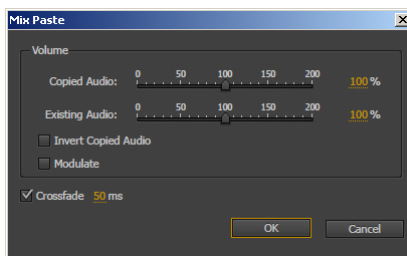 Mix Paste
Volume
0 50 100 150 200
Copied Audio: 100 %
0 50 100 150 200
Existing Audio: 100 %
Invert Copied Audio
Modulate
Crossfade 50 ms
OK Cancel